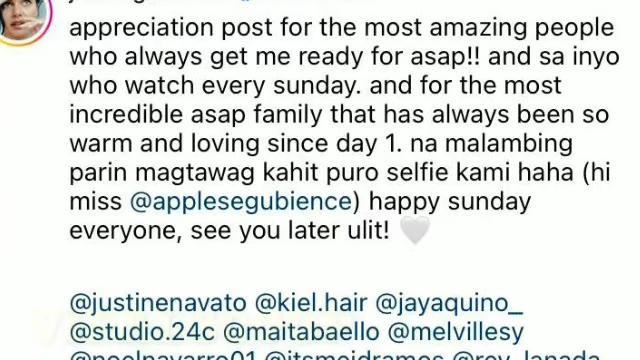 appreciation post for the most amazing people
who always get me ready for asap!! and sa inyo
who watch every sunday. and for the most
incredible asap family that has always been so
warm and loving since day 1. na malambing
parin magtawag kahit puro selfie kami haha (hi
miss @applesegubience) happy sunday
everyone, see you later ulit! 🤍
@justinenavato @kiel.hair @jayaquino_
@studio.24c @maitabaello @melvillesy
@noelnavarro01 @itsmejdramos @rey_lanada